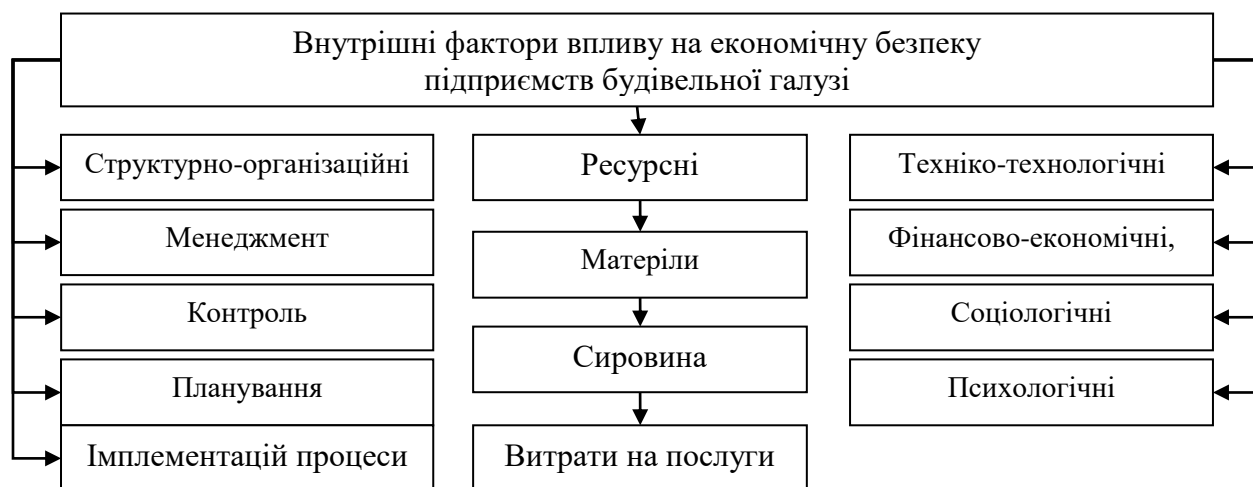 Внутрішні фактори впливу на економічну безпеку
підприємств будівельної галузі
Структурно-організаційні
Менеджмент
Контроль
Планування
Імплементацій процеси
Ресурсні
Матеріли
Сировина
Витрати на послуги
Техніко-технологічні
Фінансово-економічні,
Соціологічні
Психологічні